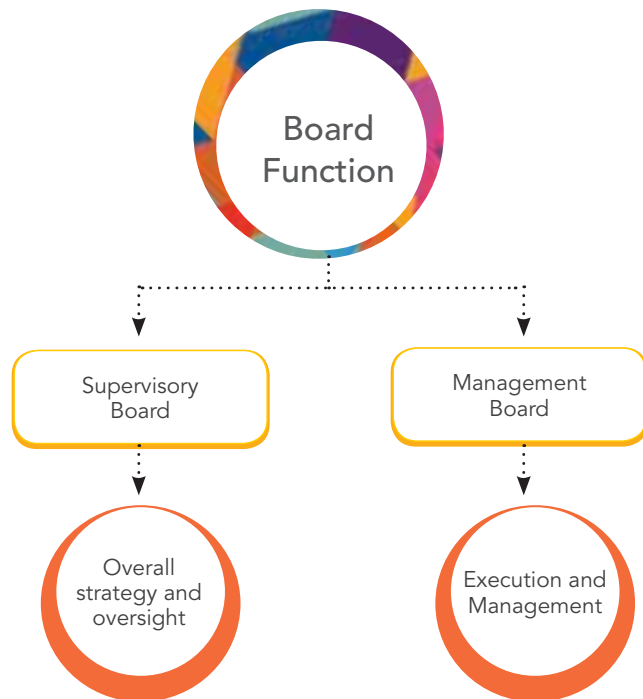 Board
Function
Supervisory
Board
Management
Board
Overall
strategy and
oversight
Execution and
Management